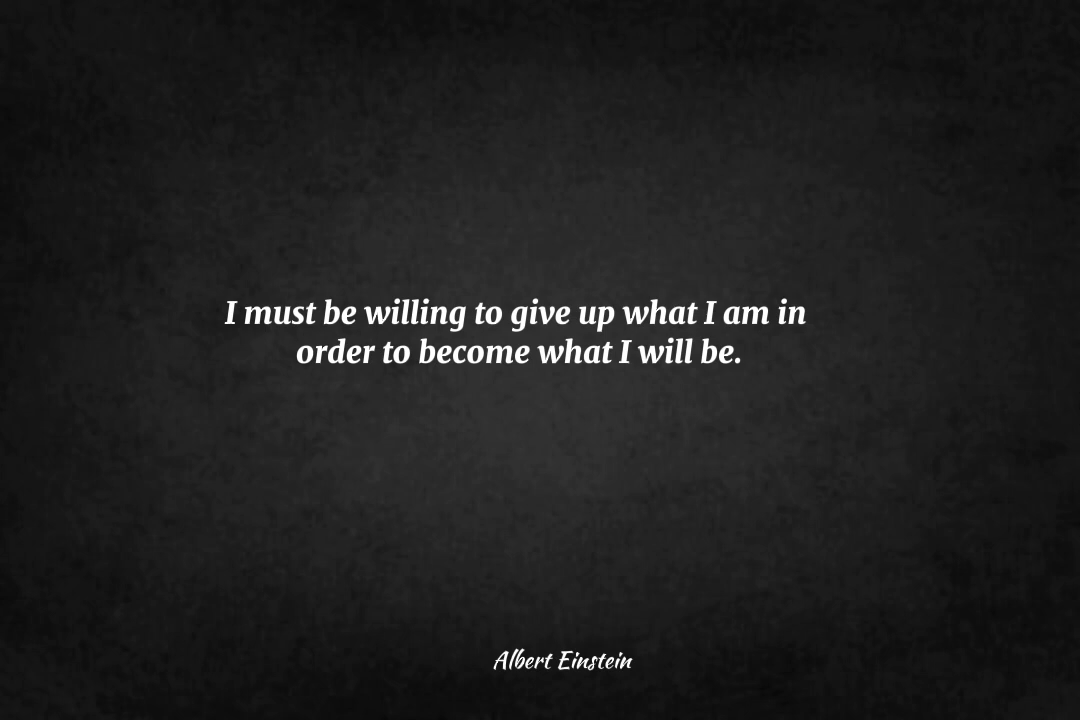 I must be willing to give up what I am in
order to become what I will be.
Albert Einstein